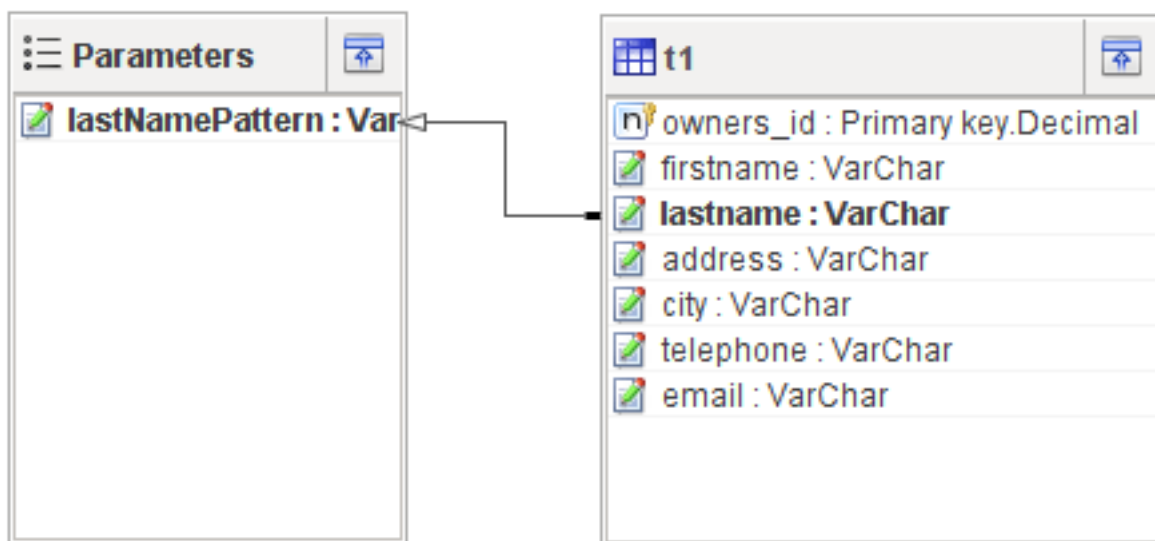 Parameters
lastNamePattern : Var
t1
owners_id : Primary key.Decimal
firstname : VarChar
lastname : VarChar
address : VarChar
city : VarChar
telephone : VarChar
email : VarChar